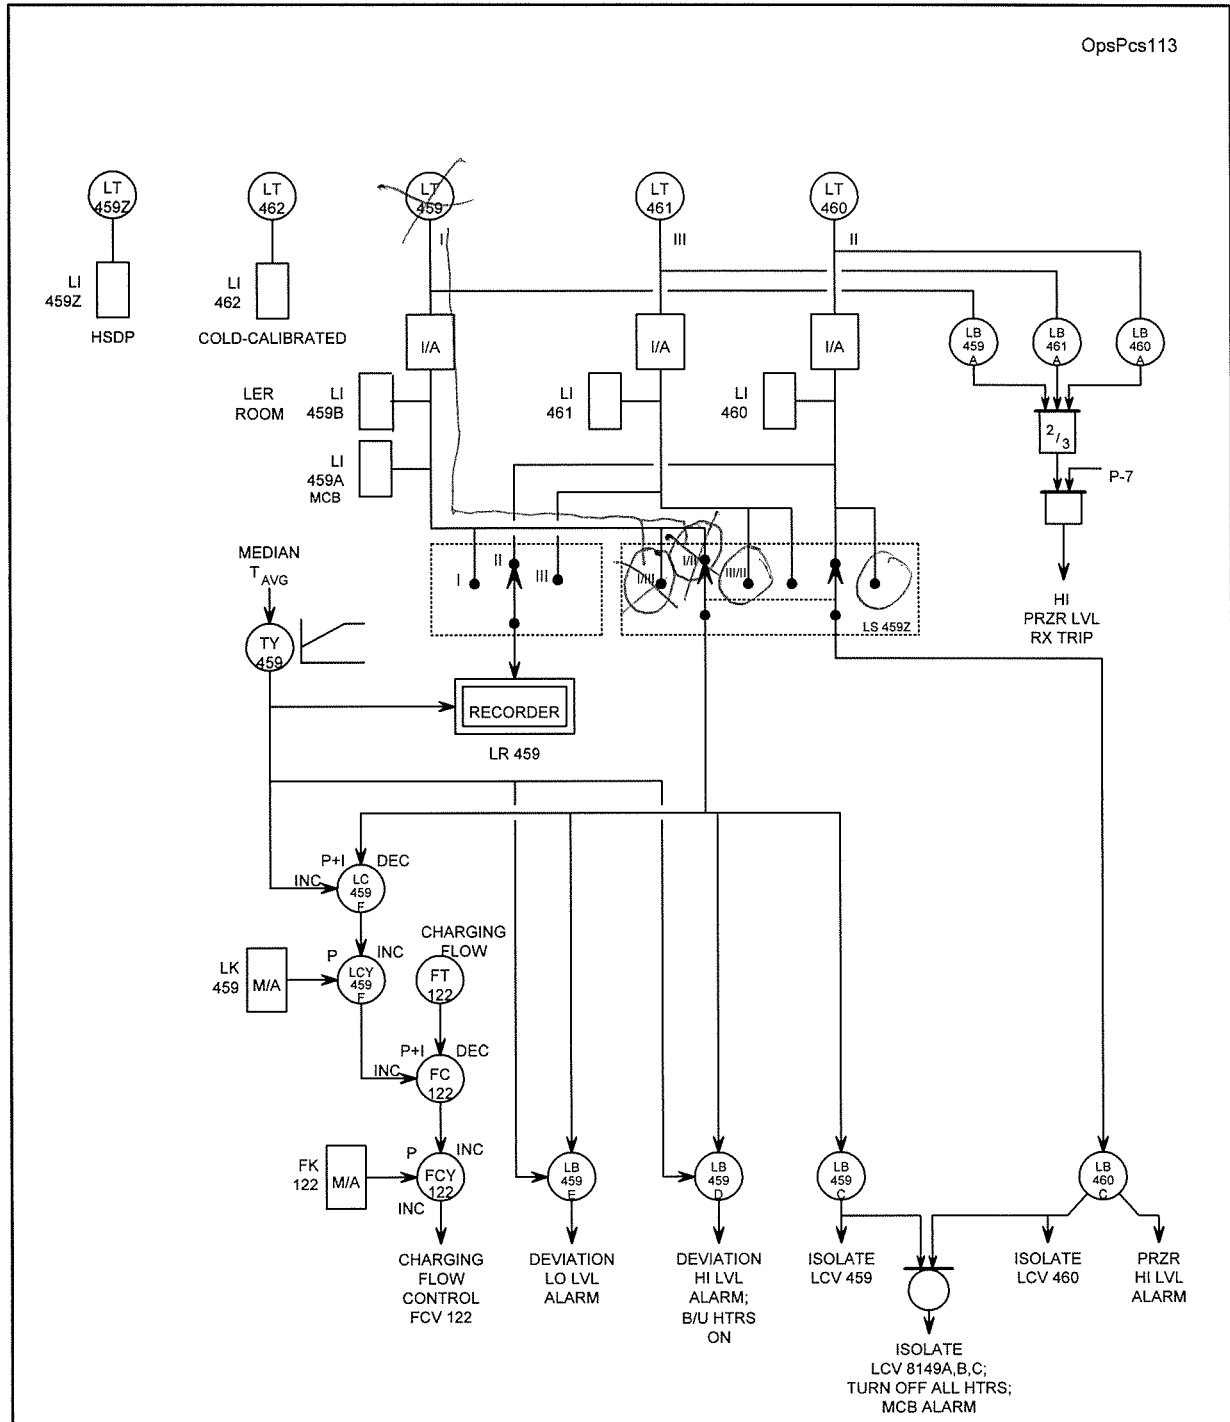 OpsPcs113
LT
459Z
LT
462
LT
459
LT
461
LT
460
I
III
II
LI
459Z
LI
462
HSDP
COLD-CALIBRATED
I/A
I/A
I/A
LB
459
A
LB
461
A
LB
460
A
LER
ROOM
LI
459B
LI
461
LI
460
2/3
LI
459A
MCB
P-7
MEDIAN
TAVG
I
II
III
I/III
I/II
III/II
LS 459Z
HI
PRZR LVL
RX TRIP
TY
459
RECORDER
LR 459
P+I
DEC
INC
LC
459
F
CHARGING
FLOW
P
INC
LK
459
M/A
LCY
459
F
FT
122
P+I
DEC
INC
FC
122
P
INC
FK
122
M/A
FCY
122
INC
LB
459
E
LB
459
D
LB
459
C
LB
460
C
CHARGING
FLOW
CONTROL
FCV 122
DEVIATION
LO LVL
ALARM
DEVIATION
HI LVL
ALARM;
B/U HTRS
ON
ISOLATE
LCV 459
ISOLATE
LCV 460
PRZR
HI LVL
ALARM
ISOLATE
LCV 8149A,B,C;
TURN OFF ALL HTRS;
MCB ALARM